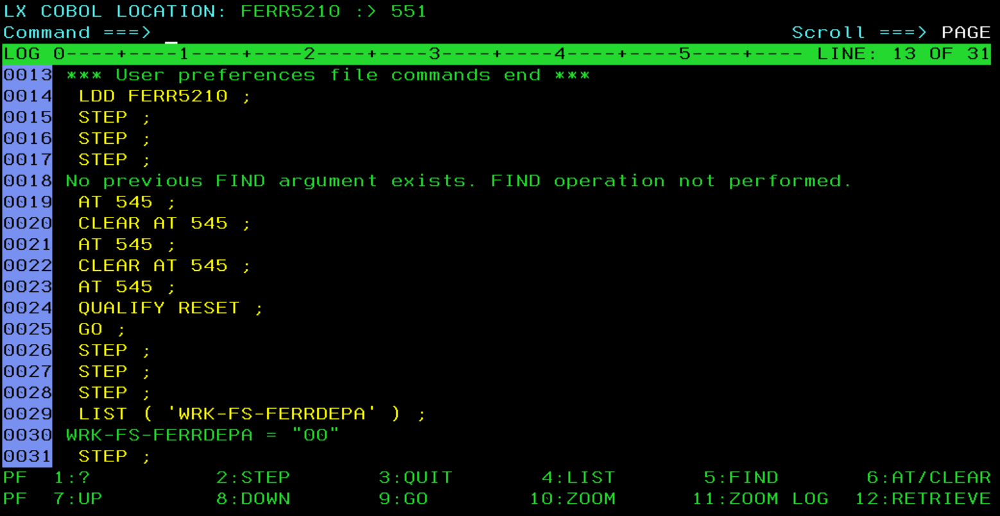 LX COBOL LOCATION: FERR5210 :> 551
Command ===> Scroll ===> PAGE
LOG 0----+----1----+----2----+----3----+----4----+----5----+---- LINE: 13 OF 31
0013 *** User preferences file commands end ***
0014 LDD FERR5210 ;
0015 STEP ;
0016 STEP ;
0017 STEP ;
0018 No previous FIND argument exists. FIND operation not performed.
0019 AT 545 ;
0020 CLEAR AT 545 ;
0021 AT 545 ;
0022 CLEAR AT 545 ;
0023 AT 545 ;
0024 QUALIFY RESET ;
0025 GO ;
0026 STEP ;
0027 STEP ;
0028 STEP ;
0029 LIST ( 'WRK-FS-FERRDEPA' ) ;
0030 WRK-FS-FERRDEPA = "00"
0031 STEP ;
PF 1:? 2:STEP 3:QUIT 4:LIST 5:FIND 6:AT/CLEAR
PF 7:UP 8:DOWN 9:GO 10:ZOOM 11:ZOOM LOG 12:RETRIEVE